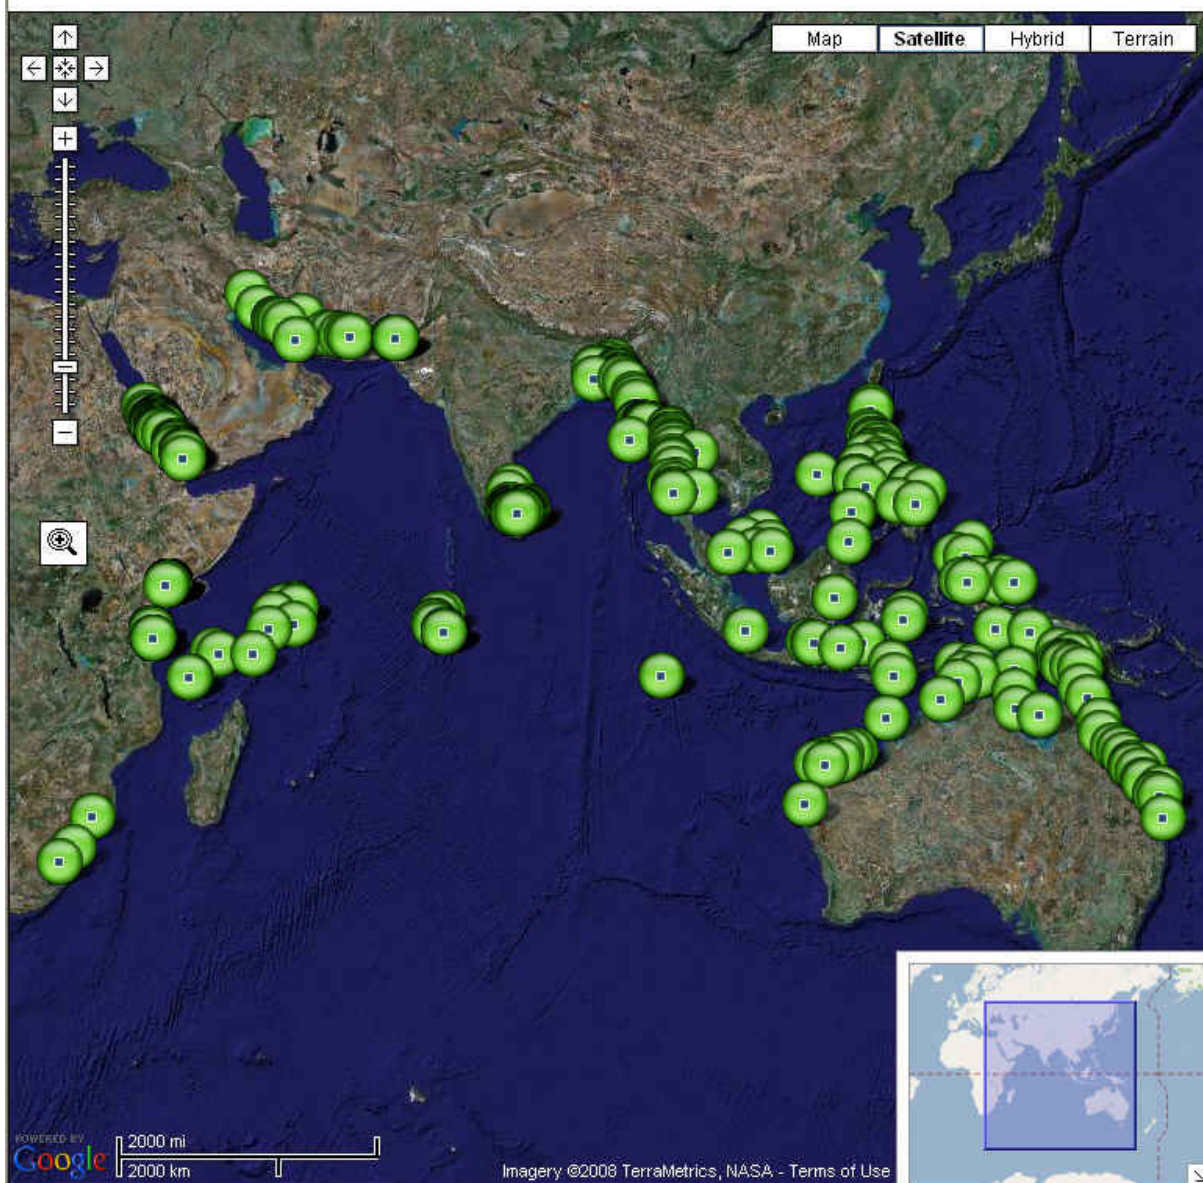 Map
Satellite
Hybrid
Terrain
POWERED BY
Google
2000 mi
2000 km
Imagery ©2008 TerraMetrics, NASA - Terms of Use